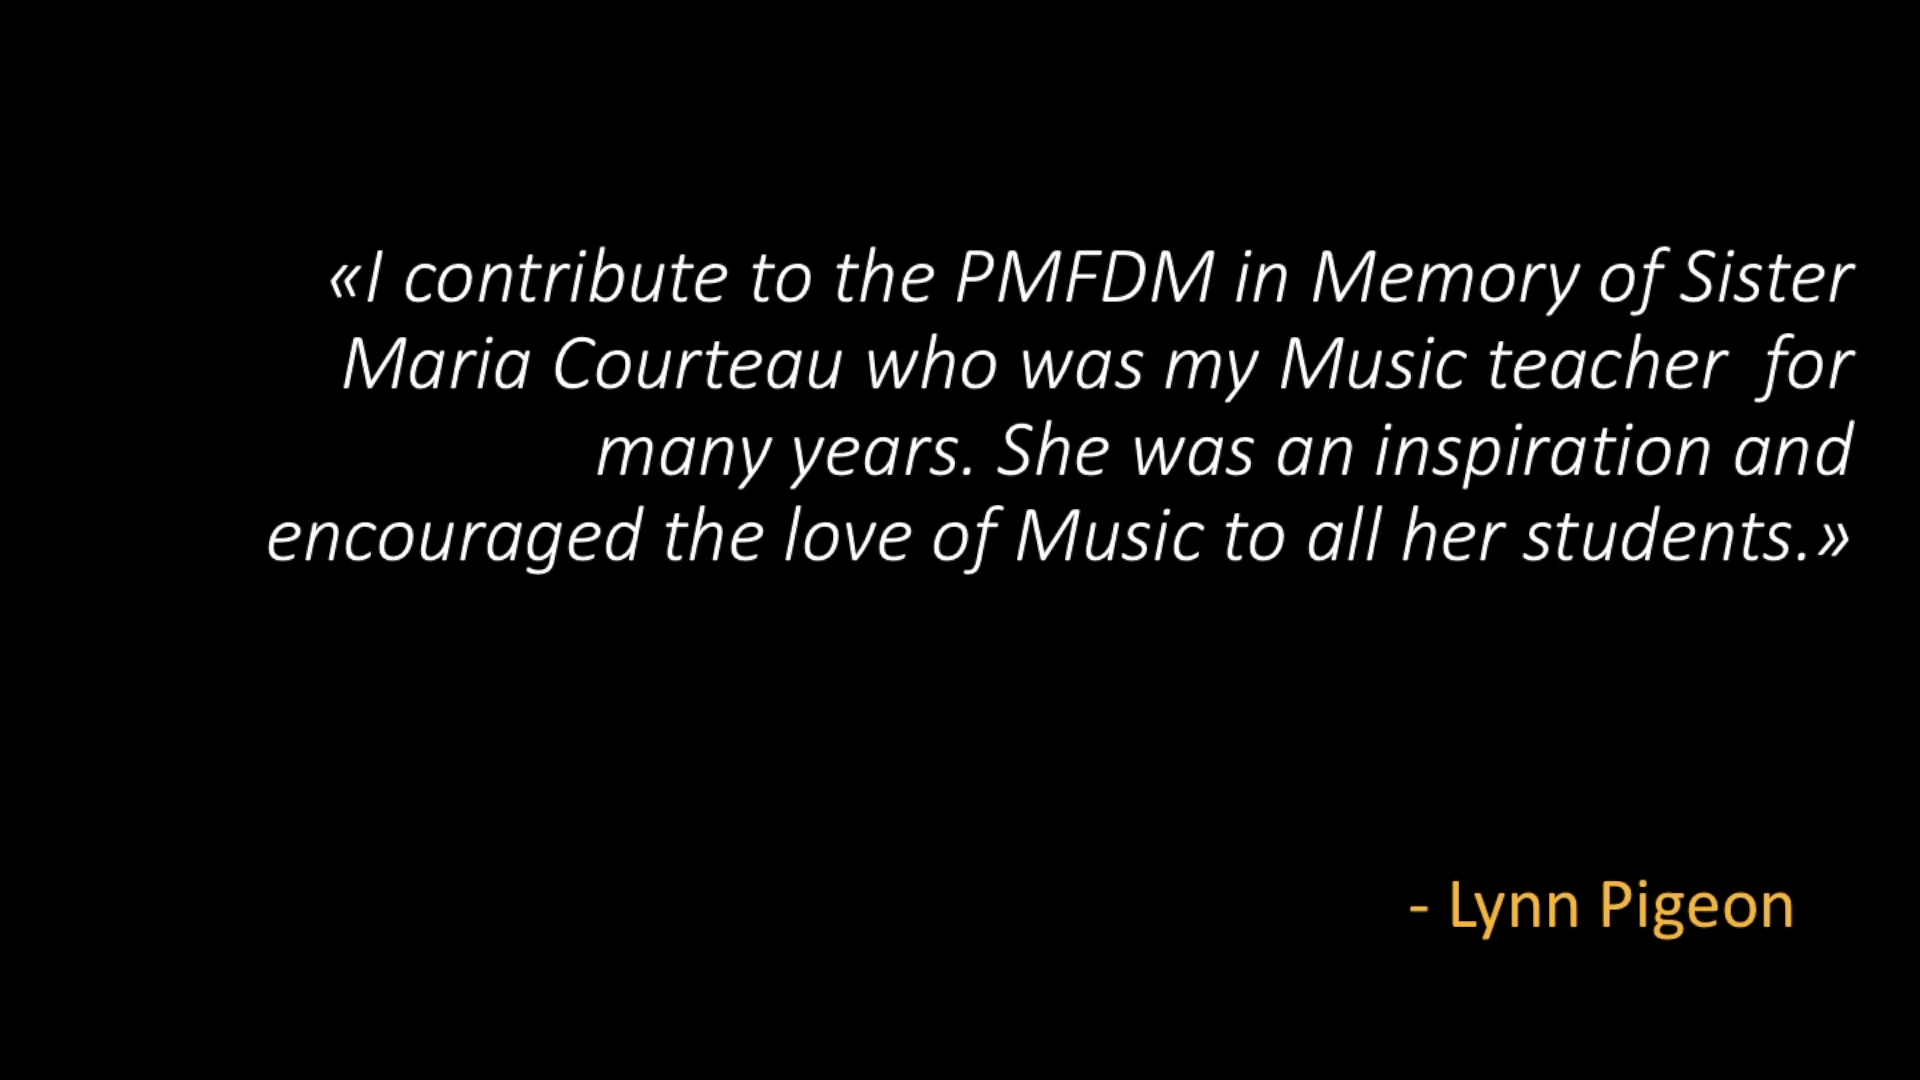 «I contribute to the PMFDM in Memory of Sister
Maria Courteau who was my Music teacher  for
many years. She was an inspiration and
encouraged the love of Music to all her students.»
- Lynn Pigeon